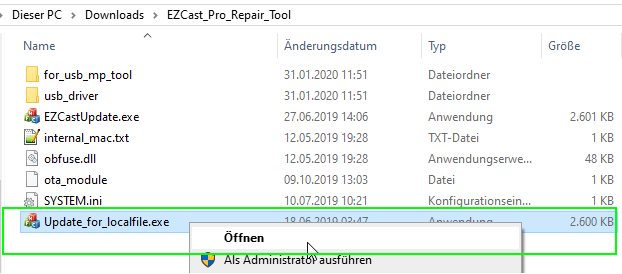 Dieser PC > Downloads > EZCast_Pro_Repair_Tool
Name Änderungsdatum Typ Größe
for_usb_mp_tool 31.01.2020 11:51 Dateiordner
usb_driver 31.01.2020 11:51 Dateiordner
EZCastUpdate.exe 27.06.2019 14:06 Anwendung 2.601 KB
internal_mac.txt 12.05.2019 19:28 TXT-Datei 1 KB
obfuse.dll 12.05.2019 19:28 Anwendungserwe... 48 KB
ota_module 09.10.2019 13:03 Datei 1 KB
SYSTEM.ini 10.07.2019 10:21 Konfigurationsein... 1 KB
Update_for_localfile.exe 18.06.2019 03:47 Anwendung 2.600 KB
Öffnen
Als Administrator ausführen